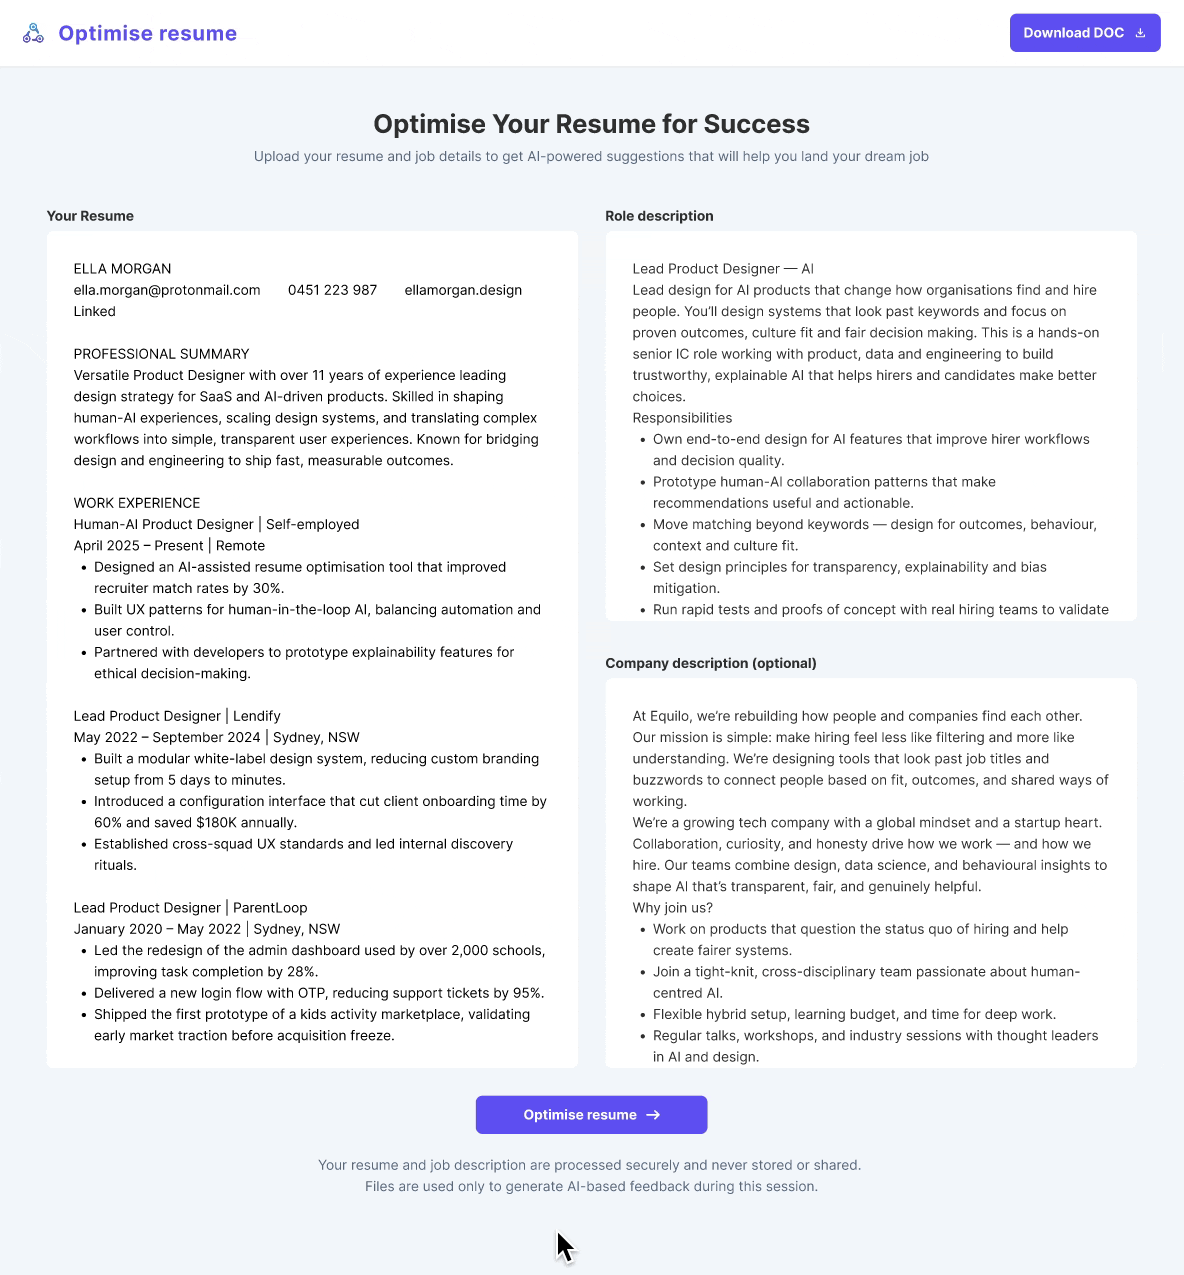 Optimise resume
Download DOC
Optimise Your Resume for Success
Upload your resume and job details to get AI-powered suggestions that will help you land your dream job
Your Resume
ELLA MORGAN
ella.morgan@protonmail.com 0451 223 987 ellamorgan.design
Linked
PROFESSIONAL SUMMARY
Versatile Product Designer with over 11 years of experience leading
design strategy for SaaS and AI-driven products. Skilled in shaping
human-AI experiences, scaling design systems, and translating complex
workflows into simple, transparent user experiences. Known for bridging
design and engineering to ship fast, measurable outcomes.
WORK EXPERIENCE
Human-AI Product Designer | Self-employed
April 2025 – Present | Remote
• Designed an AI-assisted resume optimisation tool that improved
recruiter match rates by 30%.
• Built UX patterns for human-in-the-loop AI, balancing automation and
user control.
• Partnered with developers to prototype explainability features for
ethical decision-making.
Lead Product Designer | Lendify
May 2022 – September 2024 | Sydney, NSW
• Built a modular white-label design system, reducing custom branding
setup from 5 days to minutes.
• Introduced a configuration interface that cut client onboarding time by
60% and saved $180K annually.
• Established cross-squad UX standards and led internal discovery
rituals.
Lead Product Designer | ParentLoop
January 2020 – May 2022 | Sydney, NSW
• Led the redesign of the admin dashboard used by over 2,000 schools,
improving task completion by 28%.
• Delivered a new login flow with OTP, reducing support tickets by 95%.
• Shipped the first prototype of a kids activity marketplace, validating
early market traction before acquisition freeze.
Role description
Lead Product Designer — AI
Lead design for AI products that change how organisations find and hire
people. You'll design systems that look past keywords and focus on
proven outcomes, culture fit and fair decision making. This is a hands-on
senior IC role working with product, data and engineering to build
trustworthy, explainable AI that helps hirers and candidates make better
choices.
Responsibilities
• Own end-to-end design for AI features that improve hirer workflows
and decision quality.
• Prototype human-AI collaboration patterns that make
recommendations useful and actionable.
• Move matching beyond keywords — design for outcomes, behaviour,
context and culture fit.
• Set design principles for transparency, explainability and bias
mitigation.
• Run rapid tests and proofs of concept with real hiring teams to validate
Company description (optional)
At Equilo, we're rebuilding how people and companies find each other.
Our mission is simple: make hiring feel less like filtering and more like
understanding. We're designing tools that look past job titles and
buzzwords to connect people based on fit, outcomes, and shared ways of
working.
We're a growing tech company with a global mindset and a startup heart.
Collaboration, curiosity, and honesty drive how we work — and how we
hire. Our teams combine design, data science, and behavioural insights to
shape AI that's transparent, fair, and genuinely helpful.
Why join us?
• Work on products that question the status quo of hiring and help
create fairer systems.
• Join a tight-knit, cross-disciplinary team passionate about human-
centred AI.
• Flexible hybrid setup, learning budget, and time for deep work.
• Regular talks, workshops, and industry sessions with thought leaders
in AI and design.
Optimise resume →
Your resume and job description are processed securely and never stored or shared.
Files are used only to generate AI-based feedback during this session.